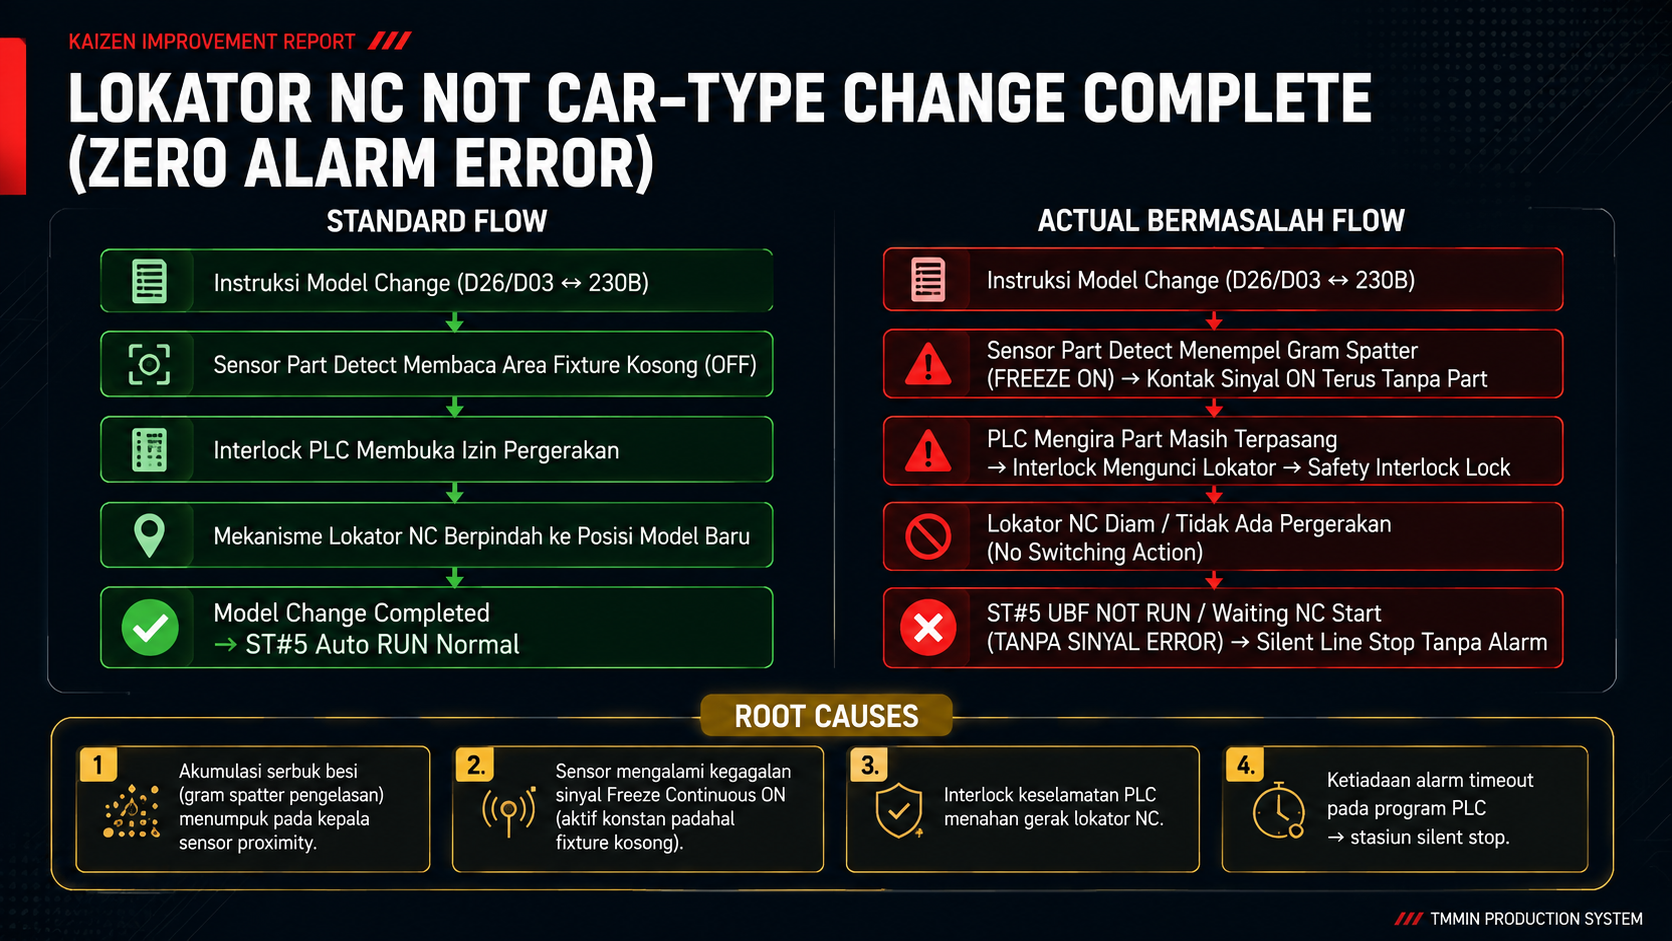 KAIZEN IMPROVEMENT REPORT
LOKATOR NC NOT CAR-TYPE CHANGE COMPLETE
(ZERO ALARM ERROR)
STANDARD FLOW
Instruksi Model Change (D26/D03 ↔ 230B)
Sensor Part Detect Membaca Area Fixture Kosong (OFF)
Interlock PLC Membuka Izin Pergerakan
Mekanisme Lokator NC Berpindah ke Posisi Model Baru
Model Change Completed
→ ST#5 Auto RUN Normal
ACTUAL BERMASALAH FLOW
Instruksi Model Change (D26/D03 ↔ 230B)
Sensor Part Detect Menempel Gram Spatter
(FREEZE ON) → Kontak Sinyal ON Terus Tanpa Part
PLC Mengira Part Masih Terpasang
→ Interlock Mengunci Lokator → Safety Interlock Lock
Lokator NC Diam / Tidak Ada Pergerakan
(No Switching Action)
ST#5 UBF NOT RUN / Waiting NC Start
(TANPA SINYAL ERROR) → Silent Line Stop Tanpa Alarm
ROOT CAUSES
1
Akumulasi serbuk besi
(gram spatter pengelasan)
menumpuk pada kepala
sensor proximity.
2.
Sensor mengalami kegagalan
sinyal Freeze Continuous ON
(aktif konstan padahal
fixture kosong).
3.
Interlock keselamatan PLC
menahan gerak lokator NC.
4.
Ketiadaan alarm timeout
pada program PLC
→ stasiun silent stop.
TMMIN PRODUCTION SYSTEM